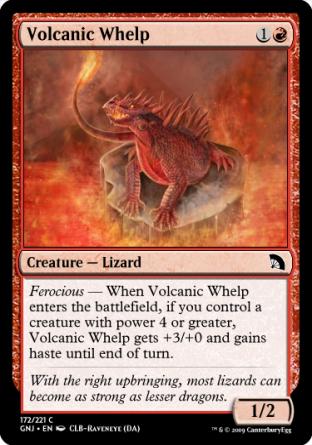 Volcanic Whelp 1
Creature — Lizard
Ferocious — When Volcanic Whelp
enters the battlefield, if you control a
creature with power 4 or greater,
Volcanic Whelp gets +3/+0 and gains
haste until end of turn.
With the right upbringing, most lizards can
become as strong as lesser dragons.
1/2
172/221 C
GNJ • EN CLB-Raveneye (DA)
™ & © 2019 CanterburyEgg